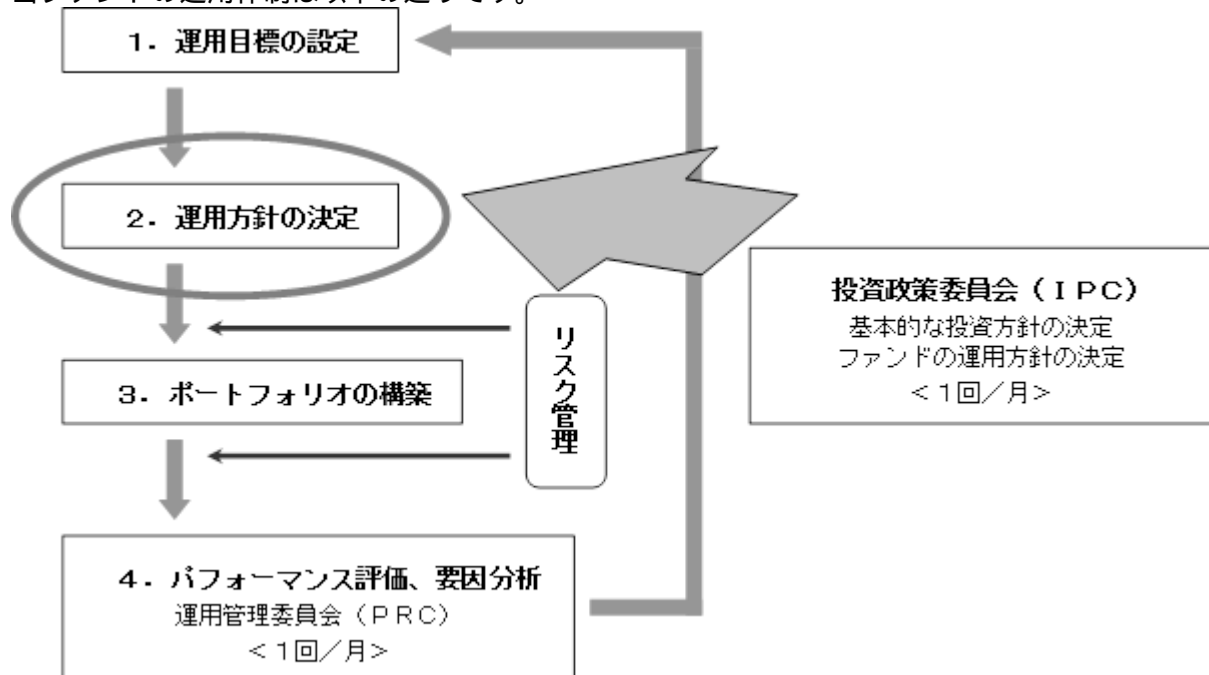 １．運用目標の設定
２．運用方針の決定
３．ポートフォリオの構築
４．パフォーマンス評価、要因分析
運用管理委員会（ＰＲＣ）
＜１回／月＞
リスク管理
投資政策委員会（ＩＰＣ）
基本的な投資方針の決定
ファンドの運用方針の決定
＜１回／月＞